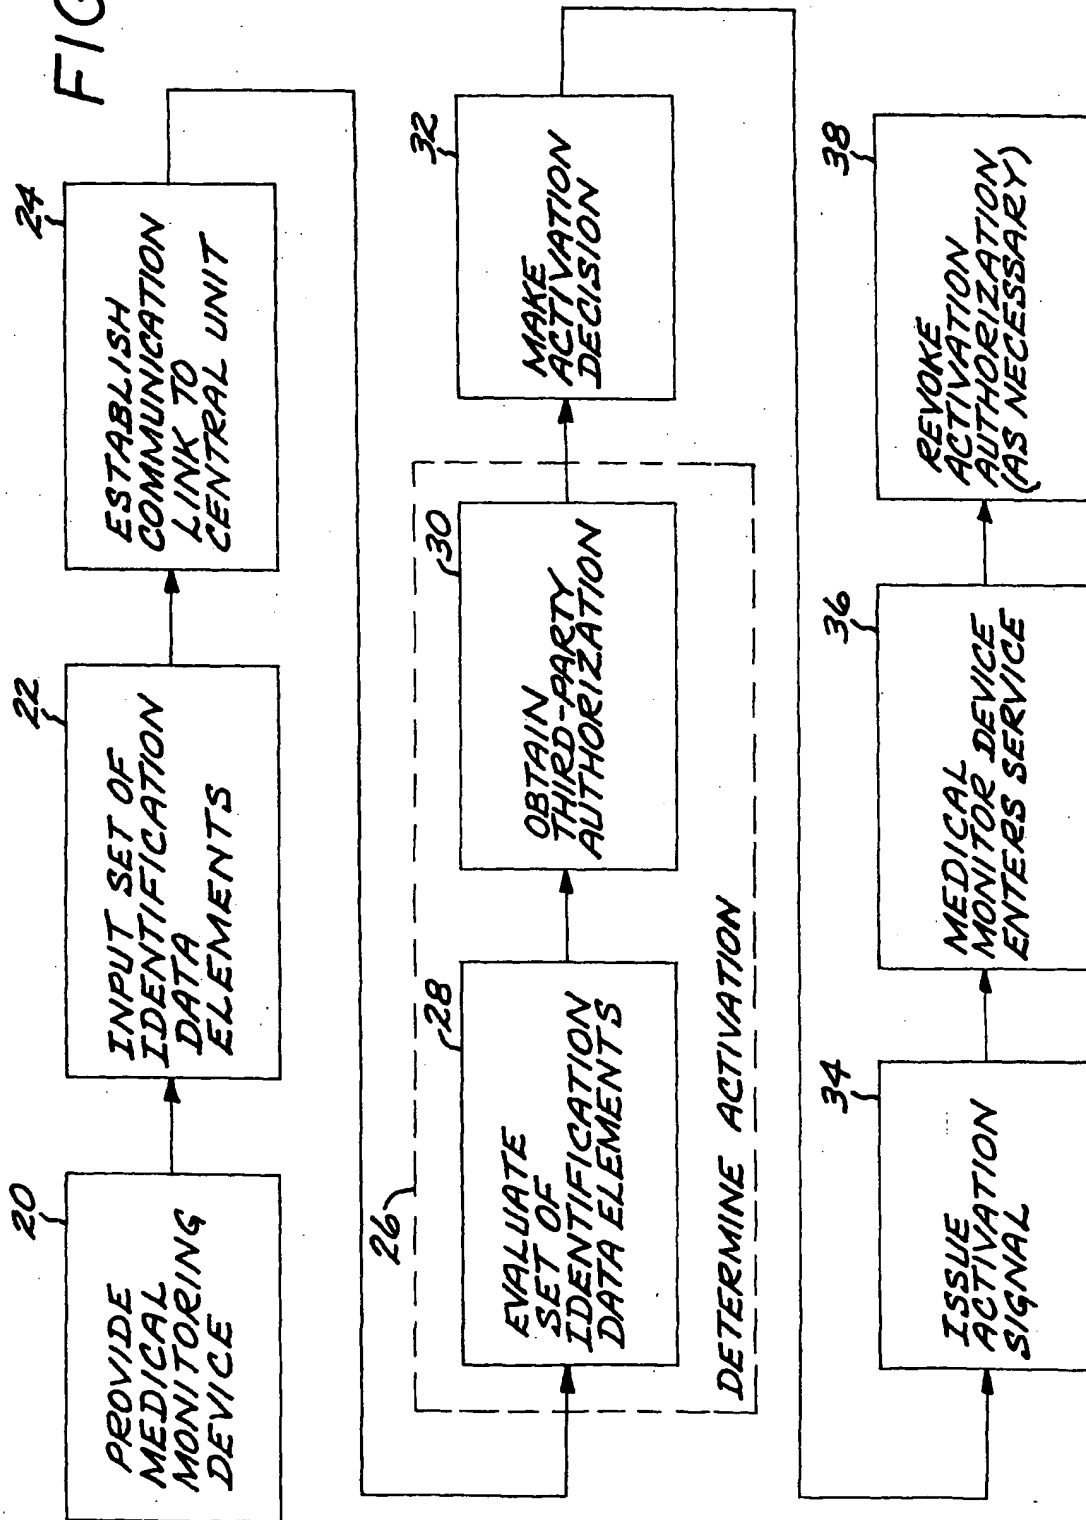 FIG
20
PROVIDE
MEDICAL
MONITORING
DEVICE
22
INPUT SET OF
IDENTIFICATION
DATA
ELEMENTS
24
ESTABLISH
COMMUNICATION
LINK TO
CENTRAL UNIT
26
28
EVALUATE
SET OF
IDENTIFICATION
DATA ELEMENTS
30
OBTAIN
THIRD-PARTY
AUTHORIZATION
DETERMINE ACTIVATION
32
MAKE
ACTIVATION
DECISION
34
ISSUE
ACTIVATION
SIGNAL
36
MEDICAL
MONITOR DEVICE
ENTERS SERVICE
38
REVOKE
ACTIVATION
AUTHORIZATION
(AS NECESSARY)